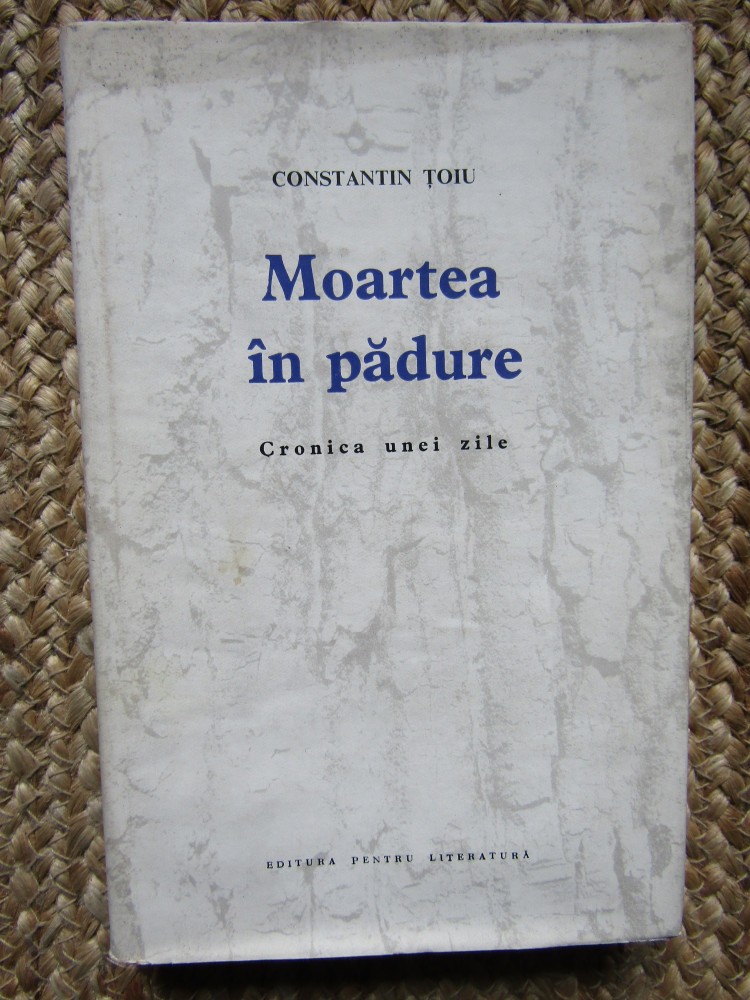 CONSTANTIN ȚOIU
Moartea
în pădure
Cronica unei zile
EDITURA PENTRU LITERATURĂ